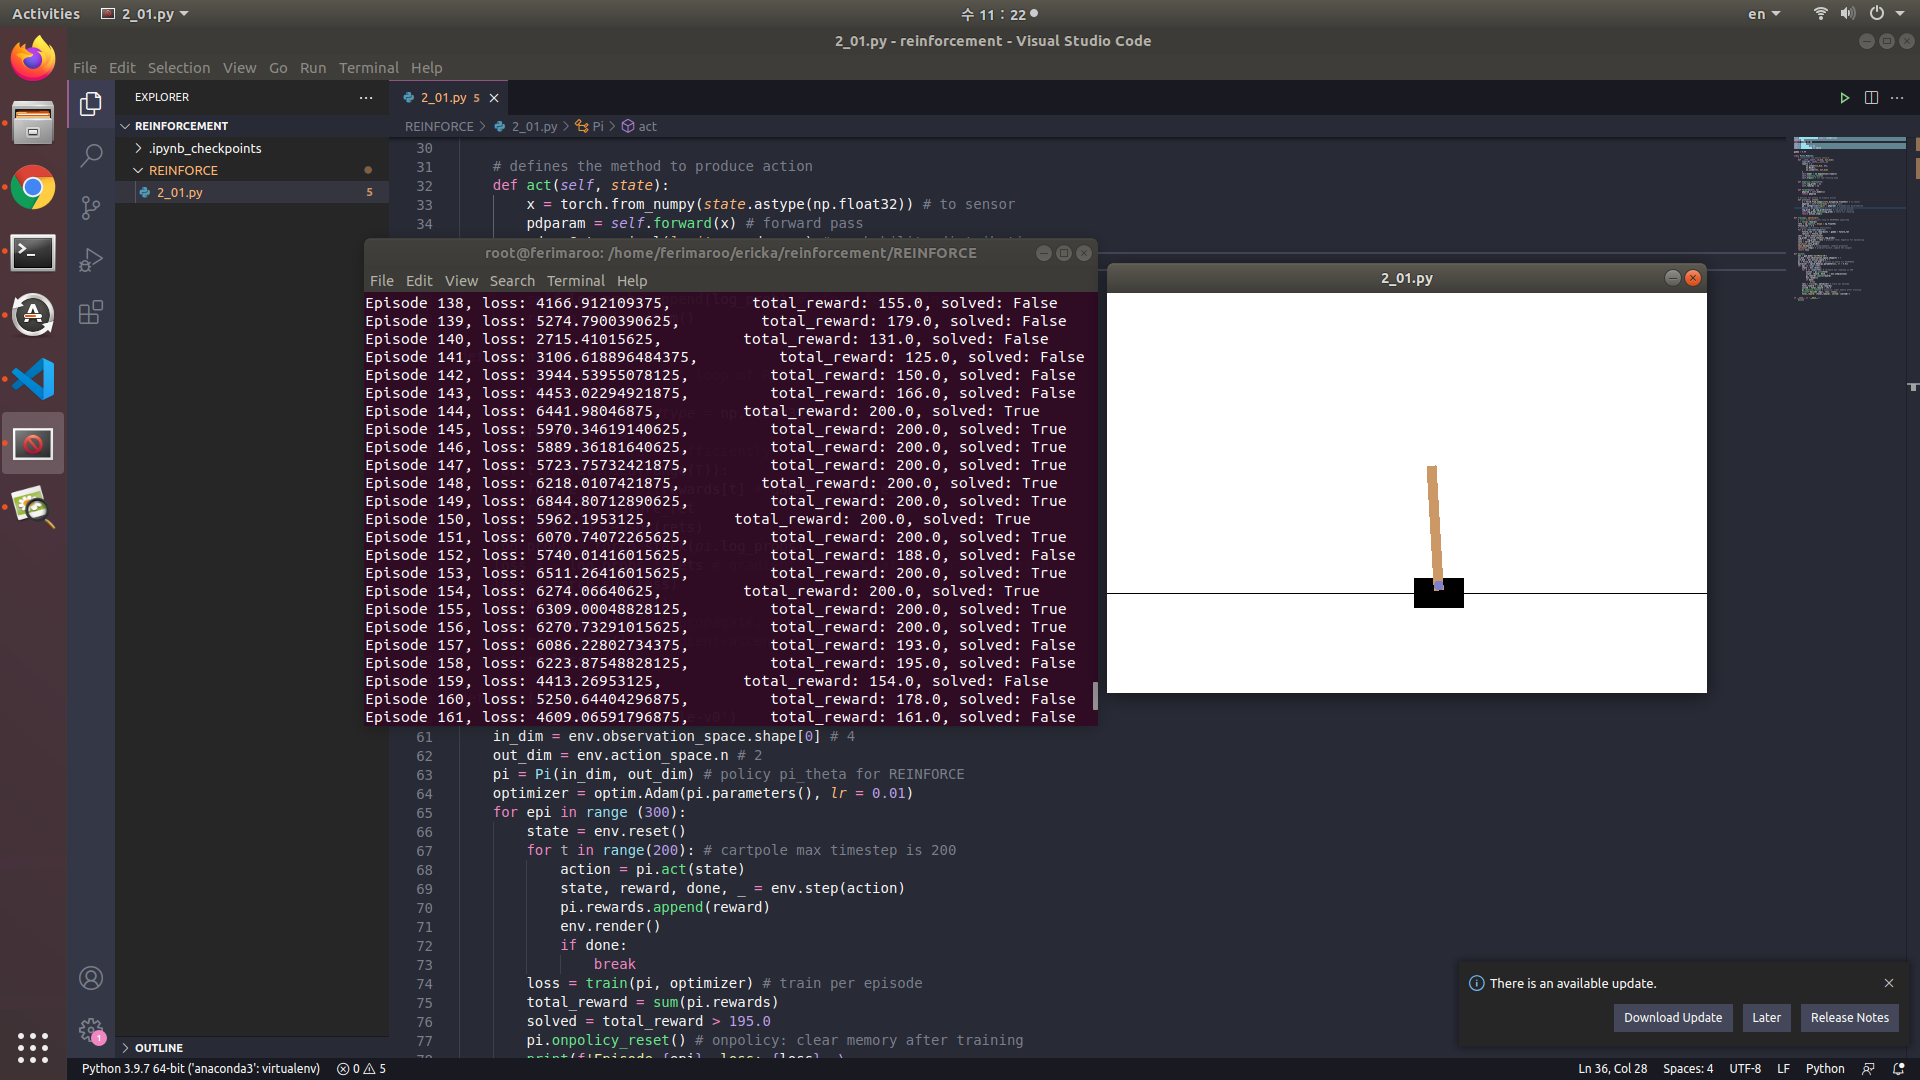 Activities
2_01.py
수 11 : 22
en
2_01.py - reinforcement - Visual Studio Code
File Edit Selection View Go Run Terminal Help
EXPLORER
REINFORCEMENT
.ipynb_checkpoints
REINFORCE
2_01.py 5
2_01.py 5
REINFORCEMENT > 2_01.py > Pi > act
30
31 # defines the method to produce action
32 def act(self, state):
33 x = torch.from_numpy(state.astype(np.float32)) # to sensor
34 pdparam = self.forward(x) # forward pass
root@ferimaroo: /home/ferimaroo/ericka/reinforcement/REINFORCE
File Edit View Search Terminal Help
Episode 138, loss: 4166.912109375, total_reward: 155.0, solved: False
Episode 139, loss: 5274.7900390625, total_reward: 179.0, solved: False
Episode 140, loss: 2715.41015625, total_reward: 131.0, solved: False
Episode 141, loss: 3106.618896484375, total_reward: 125.0, solved: False
Episode 142, loss: 3944.53955078125, total_reward: 150.0, solved: False
Episode 143, loss: 4453.02294921875, total_reward: 166.0, solved: False
Episode 144, loss: 6441.98046875, total_reward: 200.0, solved: True
Episode 145, loss: 5970.34619140625, total_reward: 200.0, solved: True
Episode 146, loss: 5889.36181640625, total_reward: 200.0, solved: True
Episode 147, loss: 5723.75732421875, total_reward: 200.0, solved: True
Episode 148, loss: 6218.0107421875, total_reward: 200.0, solved: True
Episode 149, loss: 6844.80712890625, total_reward: 200.0, solved: True
Episode 150, loss: 5962.1953125, total_reward: 200.0, solved: True
Episode 151, loss: 6070.74072265625, total_reward: 200.0, solved: True
Episode 152, loss: 5740.01416015625, total_reward: 188.0, solved: False
Episode 153, loss: 6511.26416015625, total_reward: 200.0, solved: True
Episode 154, loss: 6274.06640625, total_reward: 200.0, solved: True
Episode 155, loss: 6309.00048828125, total_reward: 200.0, solved: True
Episode 156, loss: 6270.73291015625, total_reward: 200.0, solved: True
Episode 157, loss: 6086.22802734375, total_reward: 193.0, solved: False
Episode 158, loss: 6223.87548828125, total_reward: 195.0, solved: False
Episode 159, loss: 4413.26953125, total_reward: 154.0, solved: False
Episode 160, loss: 5250.64404296875, total_reward: 178.0, solved: False
Episode 161, loss: 4609.06591796875, total_reward: 161.0, solved: False
2_01.py
61 in_dim = env.observation_space.shape[0] # 4
62 out_dim = env.action_space.n # 2
63 pi = Pi(in_dim, out_dim) # policy pi_theta for REINFORCE
64 optimizer = optim.Adam(pi.parameters(), lr = 0.01)
65 for epi in range (300):
66 state = env.reset()
67 for t in range(200): # cartpole max timestep is 200
68 action = pi.act(state)
69 state, reward, done, _ = env.step(action)
70 pi.rewards.append(reward)
71 env.render()
72 if done:
73 break
74 loss = train(pi, optimizer) # train per episode
75 total_reward = sum(pi.rewards)
76 solved = total_reward > 195.0
77 pi.onpolicy_reset() # onpolicy: clear memory after training
78 print(f'Episode {epi}, loss: {loss}, \
There is an available update.
Download Update
Later
Release Notes
1
OUTLINE
Python 3.9.7 64-bit ('anaconda3': virtualenv)
0
5
Ln 36, Col 28
Spaces: 4
UTF-8
LF
Python